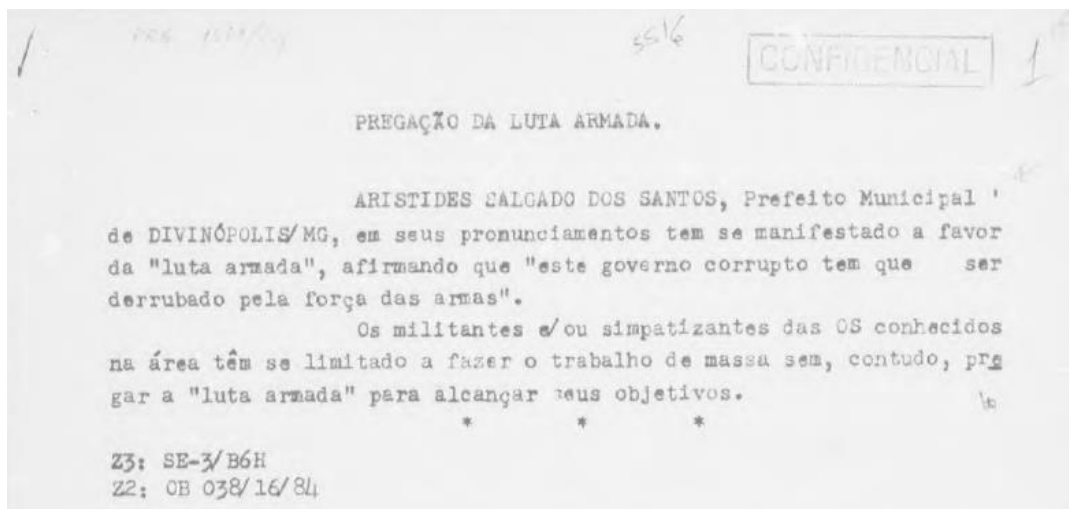 5516
CONFIDENCIAL 1
PREGAÇÃO DA LUTA ARMADA.
ARISTIDES SALGADO DOS SANTOS, Prefeito Municipal '
de DIVINÓPOLIS/MG, em seus pronunciamentos tem se manifestado a favor
da "luta armada", afirmando que "este governo corrupto tem que ser
derrubado pela força das armas".
Os militantes e/ou simpatizantes das OS conhecidos
na área têm se limitado a fazer o trabalho de massa sem, contudo, pre
gar a "luta armada" para alcançar seus objetivos.
* * *
Z3: SE-3/B6H
Z2: OB 038/16/84